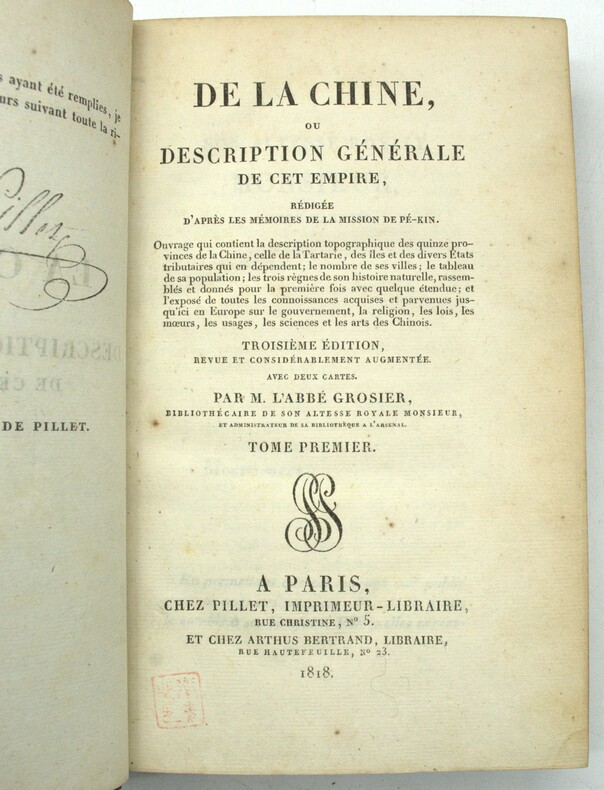 s ayant été remplies, je
urs suivant toute la ri-
Pillet
DE PILLET.
DE LA CHINE,
OU
DESCRIPTION GÉNÉRALE
DE CET EMPIRE,
RÉDIGÉE
D'APRÈS LES MÉMOIRES DE LA MISSION DE PÉ-KIN.
Ouvrage qui contient la description topographique des quinze pro-
vinces de la Chine, celle de la Tartarie, des îles et des divers États
tributaires qui en dépendent; le nombre de ses villes; le tableau
de sa population; les trois règnes de son histoire naturelle, rassem-
blés et donnés pour la première fois avec quelque étendue; et
l'exposé de toutes les connoissances acquises et parvenues jus-
qu'ici en Europe sur le gouvernement, la religion, les lois, les
mœurs, les usages, les sciences et les arts des Chinois.
TROISIÈME ÉDITION,
REVUE ET CONSIDÉRABLEMENT AUGMENTÉE.
AVEC DEUX CARTES.
PAR M. L'ABBÉ GROSIER,
BIBLIOTHÉCAIRE DE SON ALTESSE ROYALE MONSIEUR,
ET ADMINISTRATEUR DE SA BIBLIOTHÈQUE A L'ARSENAL.
TOME PREMIER.
A PARIS,
CHEZ PILLET, IMPRIMEUR-LIBRAIRE,
RUE CHRISTINE, Nº 5.
ET CHEZ ARTHUS BERTRAND, LIBRAIRE,
RUE HAUTEFEUILLE, Nº 23.
1818.